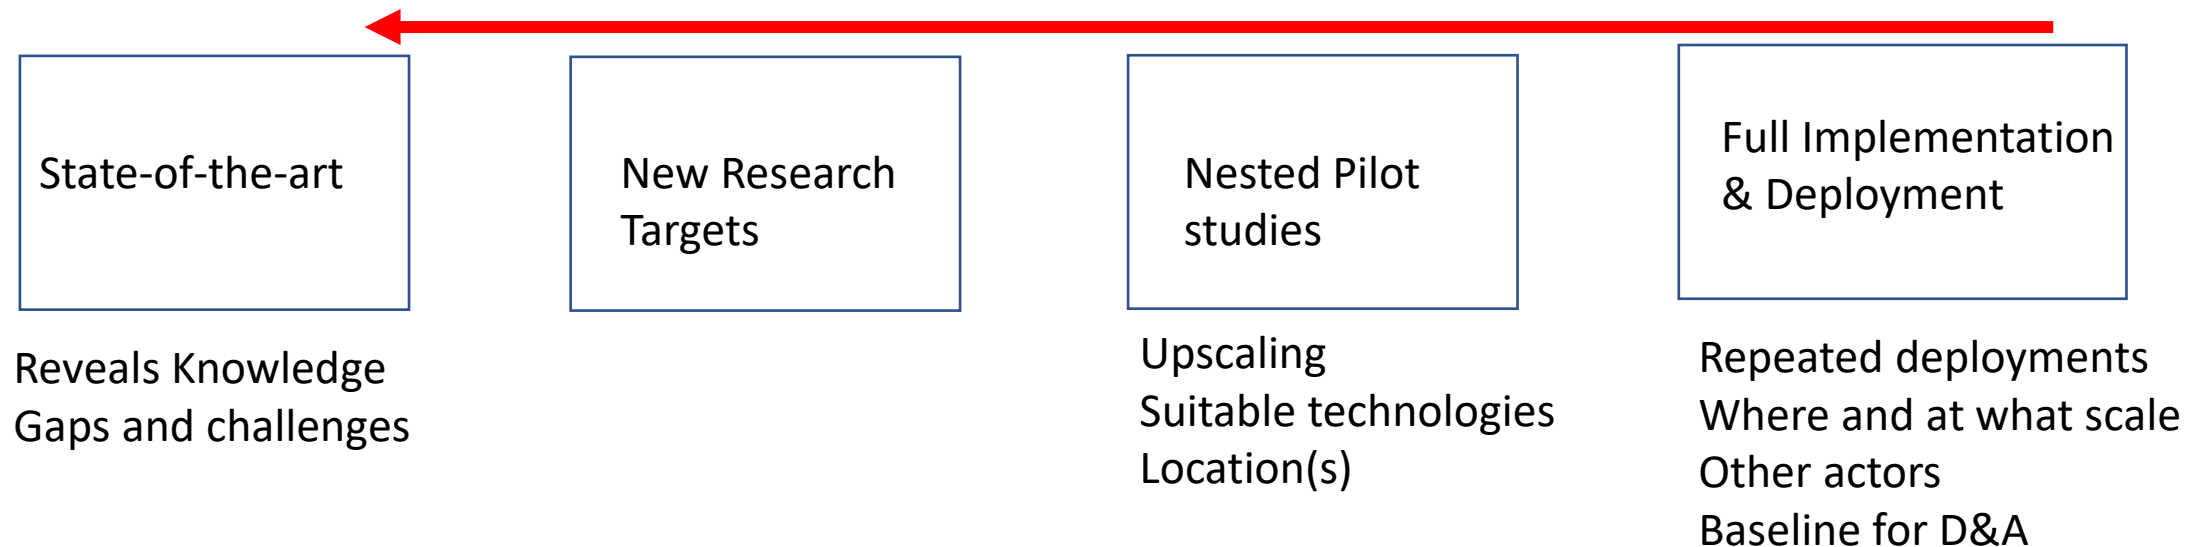 State-of-the-art
Reveals Knowledge
Gaps and challenges
New Research
Targets
Nested Pilot
studies
Upscaling
Suitable technologies
Location(s)
Full Implementation
& Deployment
Repeated deployments
Where and at what scale
Other actors
Baseline for D&A